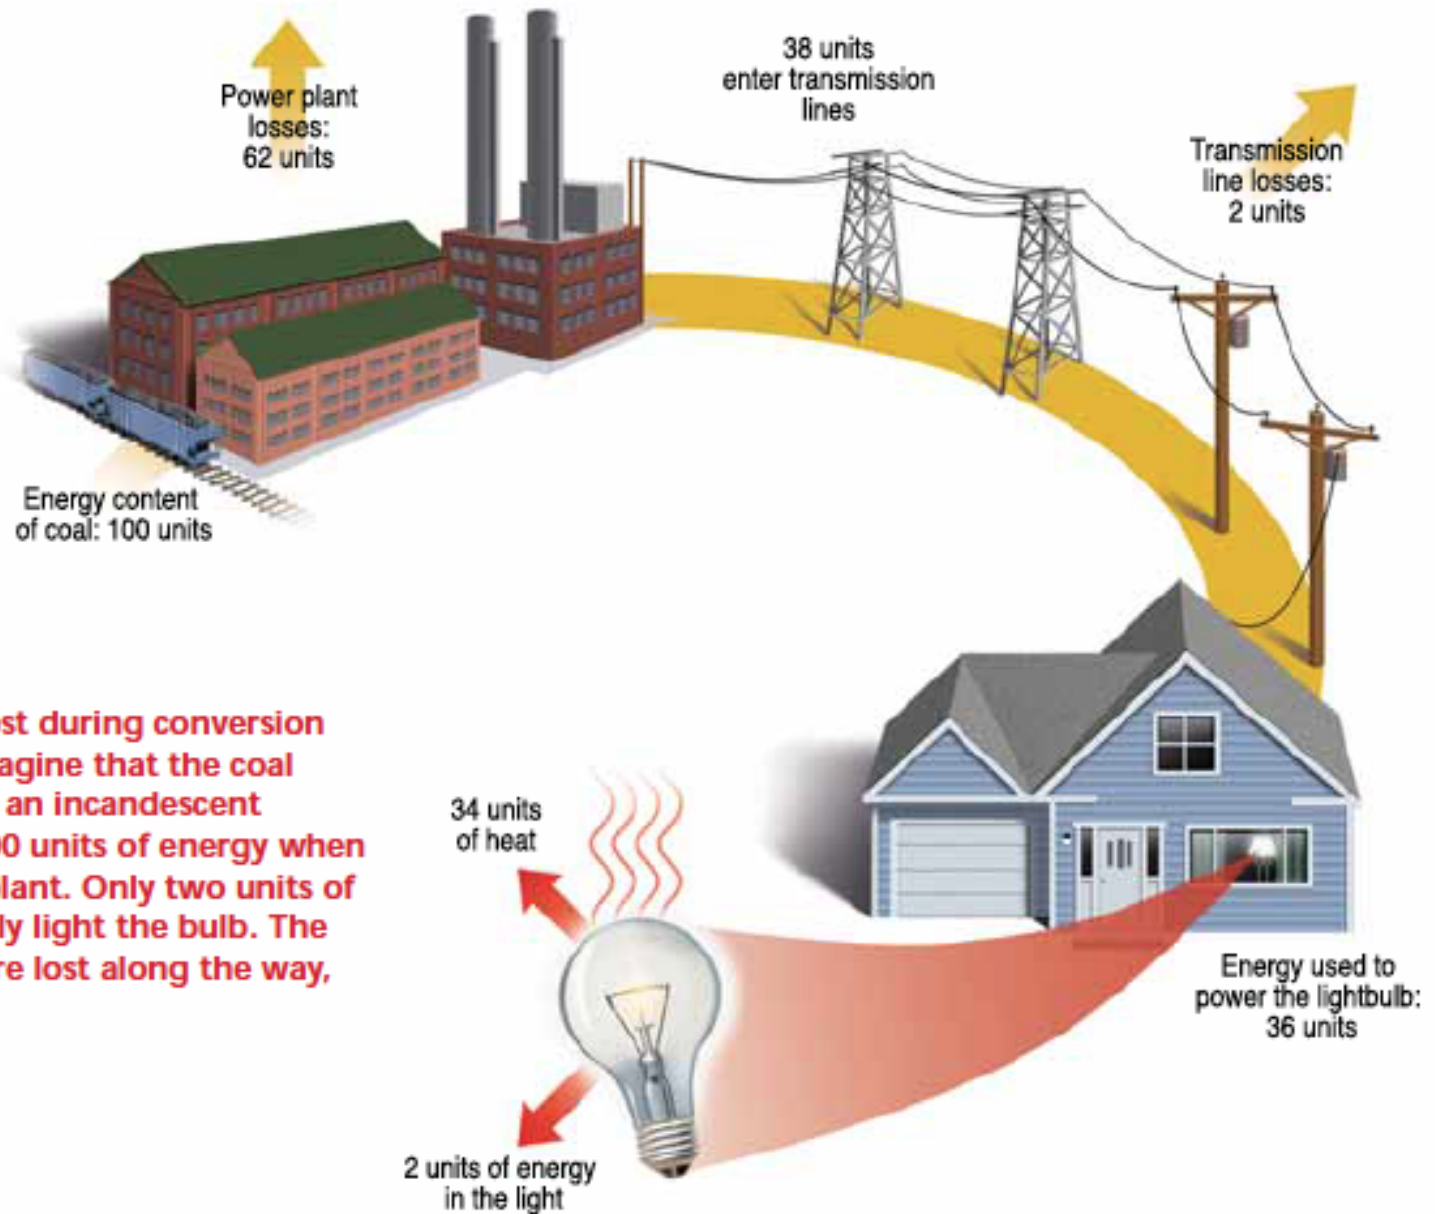 Power plant
losses:
62 units
38 units
enter transmission
lines
Transmission
line losses:
2 units
Energy content
of coal: 100 units
during conversion
that the coal
an incandescent
units of energy when
Only two units of
light the bulb. The
lost along the way,
34 units
of heat
Energy used to
power the lightbulb:
36 units
2 units of energy
in the light